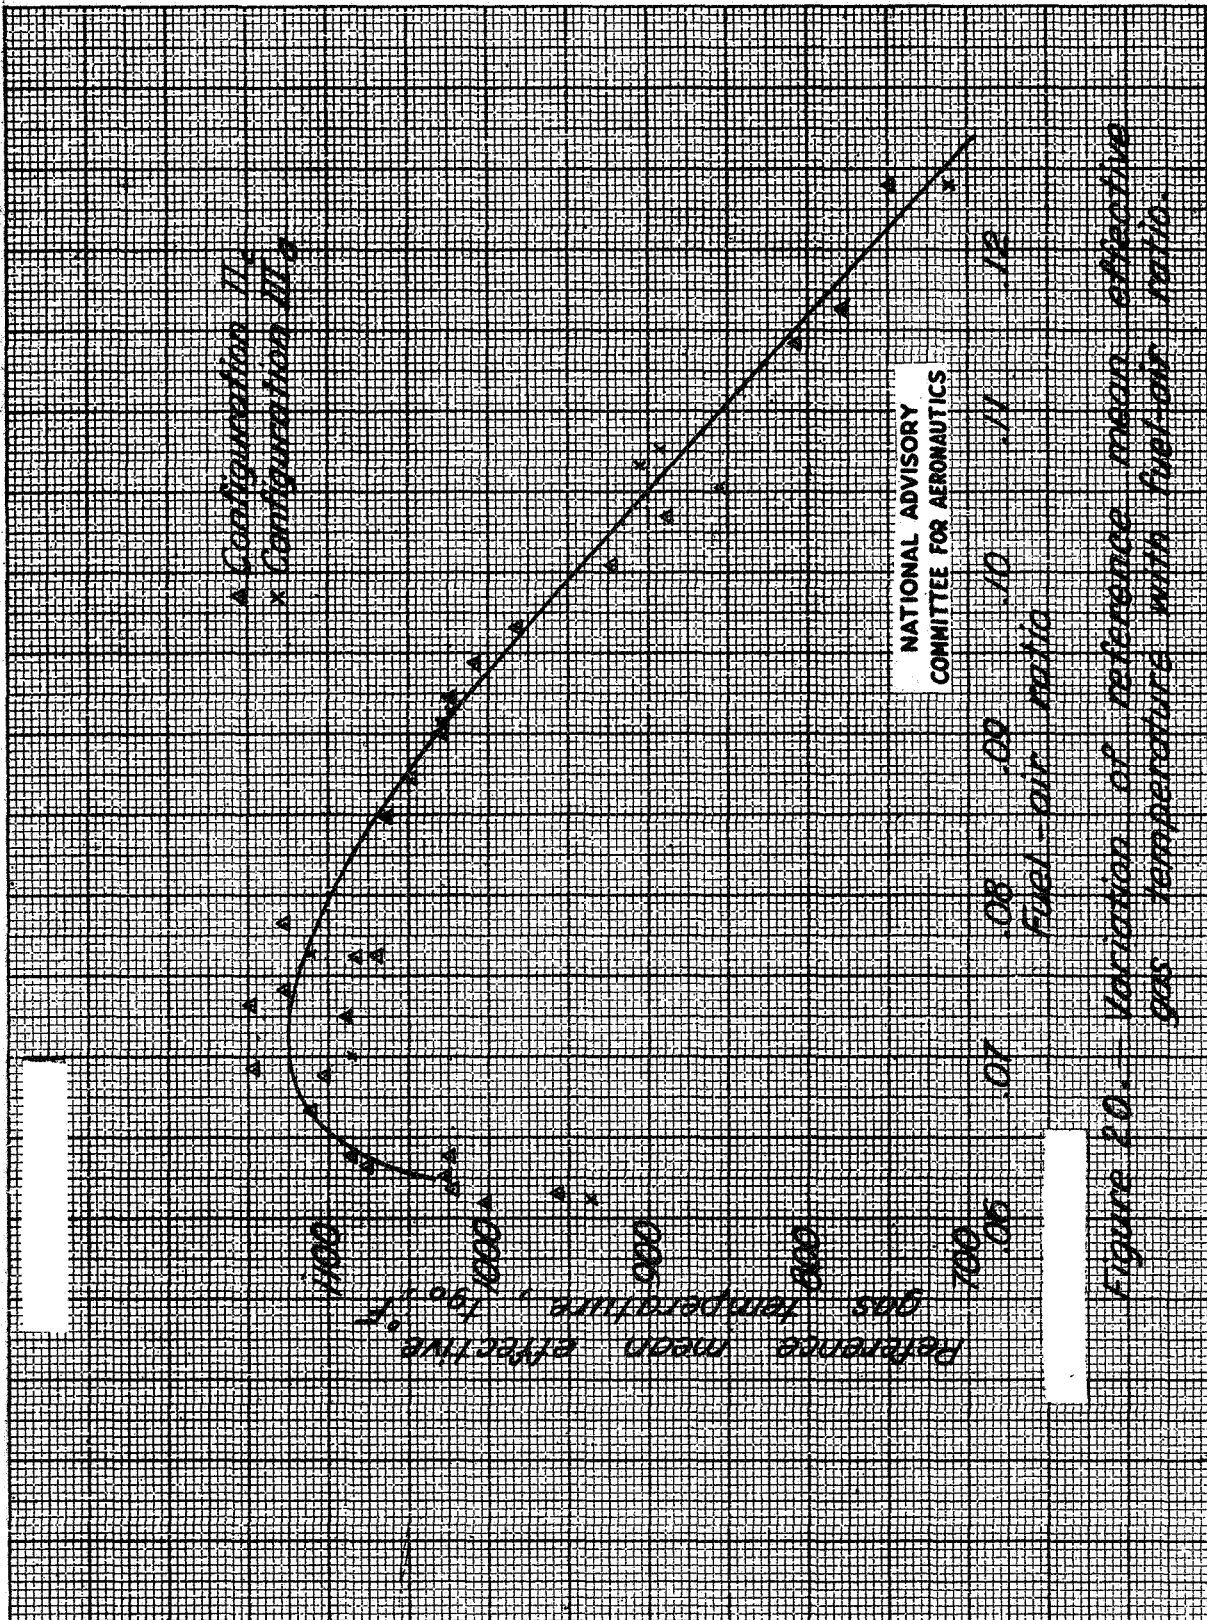 ▲ Configuration II
x Configuration III a
Reference mean effective
gas temperature, tgo, °F
1100
1000
900
800
700
.06 .07 .08 .09 .10 .11 .12
Fuel-air ratio
NATIONAL ADVISORY
COMMITTEE FOR AERONAUTICS
Figure 20.- Variation of reference mean effective
gas temperature with fuel-air ratio.